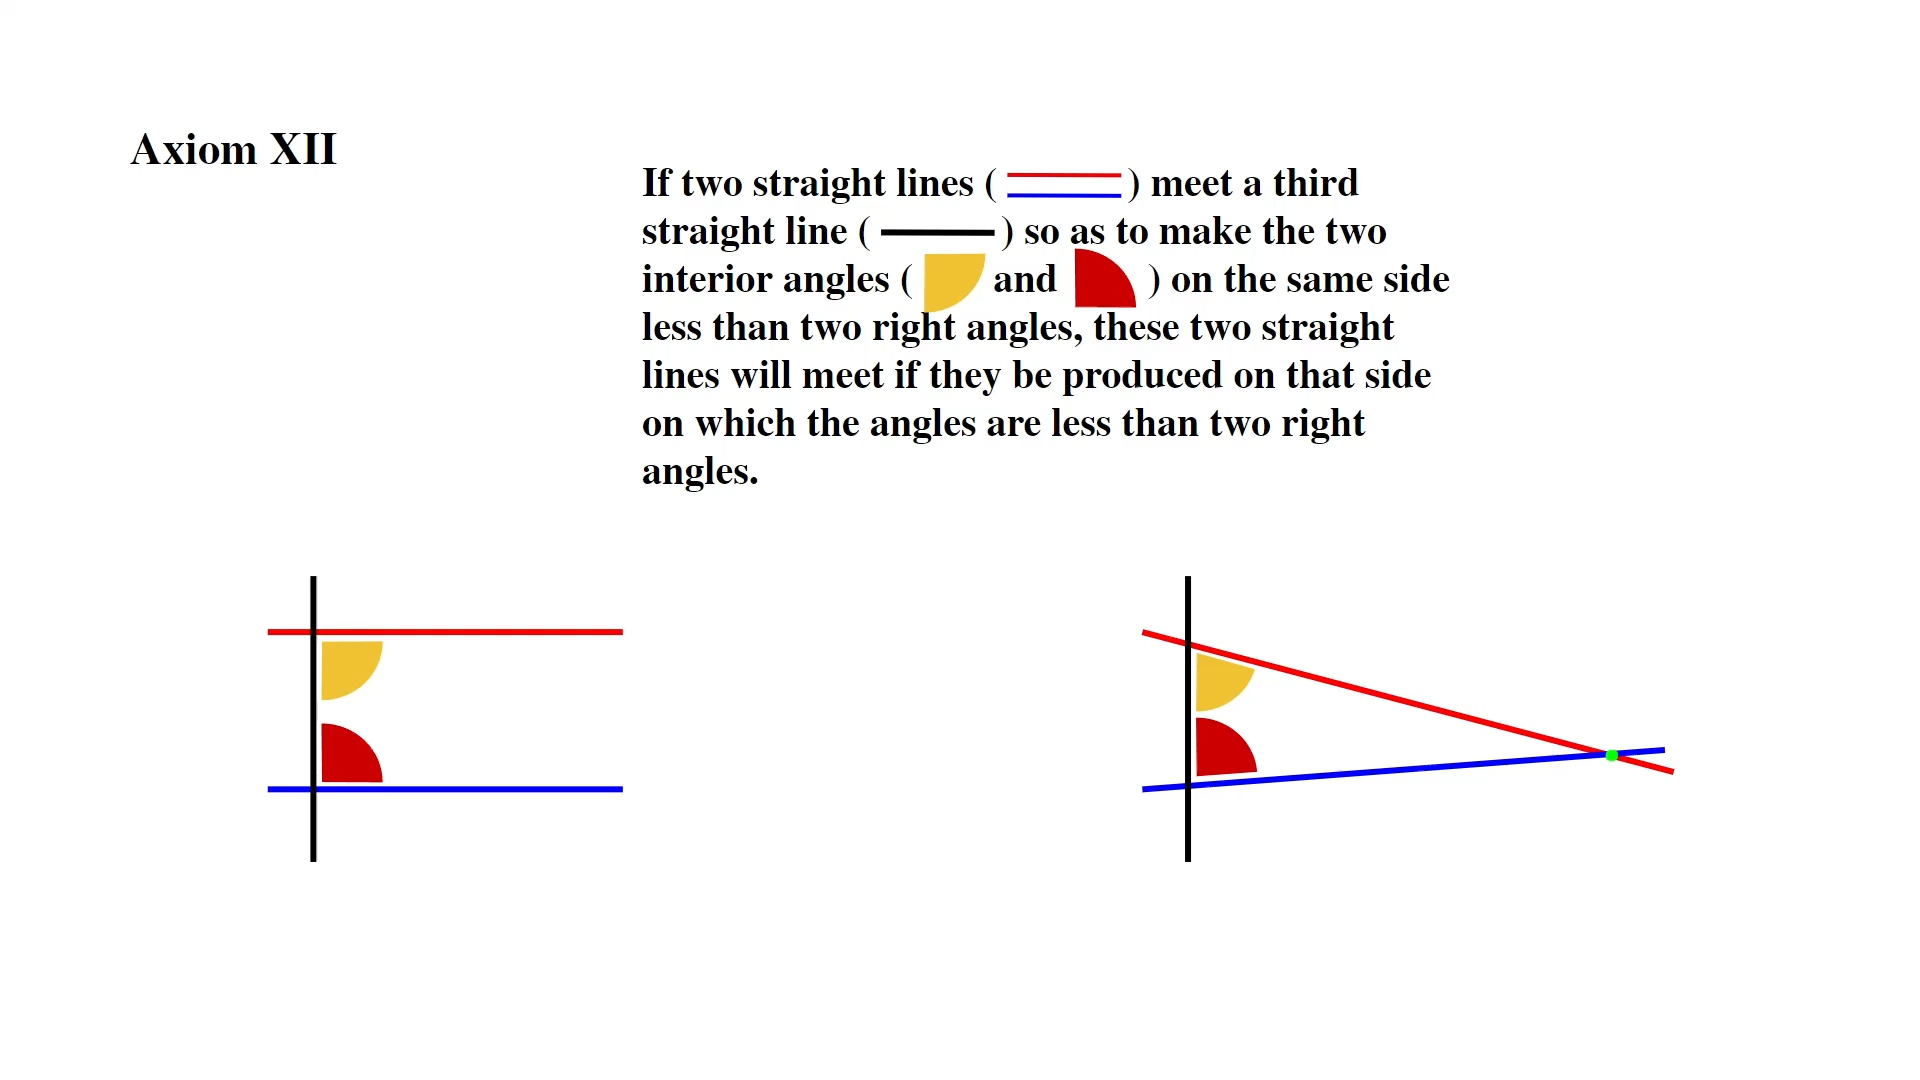 Axiom XII
If two straight lines ( ) meet a third
straight line ( ) so as to make the two
interior angles ( and ) on the same side
less than two right angles, these two straight
lines will meet if they be produced on that side
on which the angles are less than two right
angles.